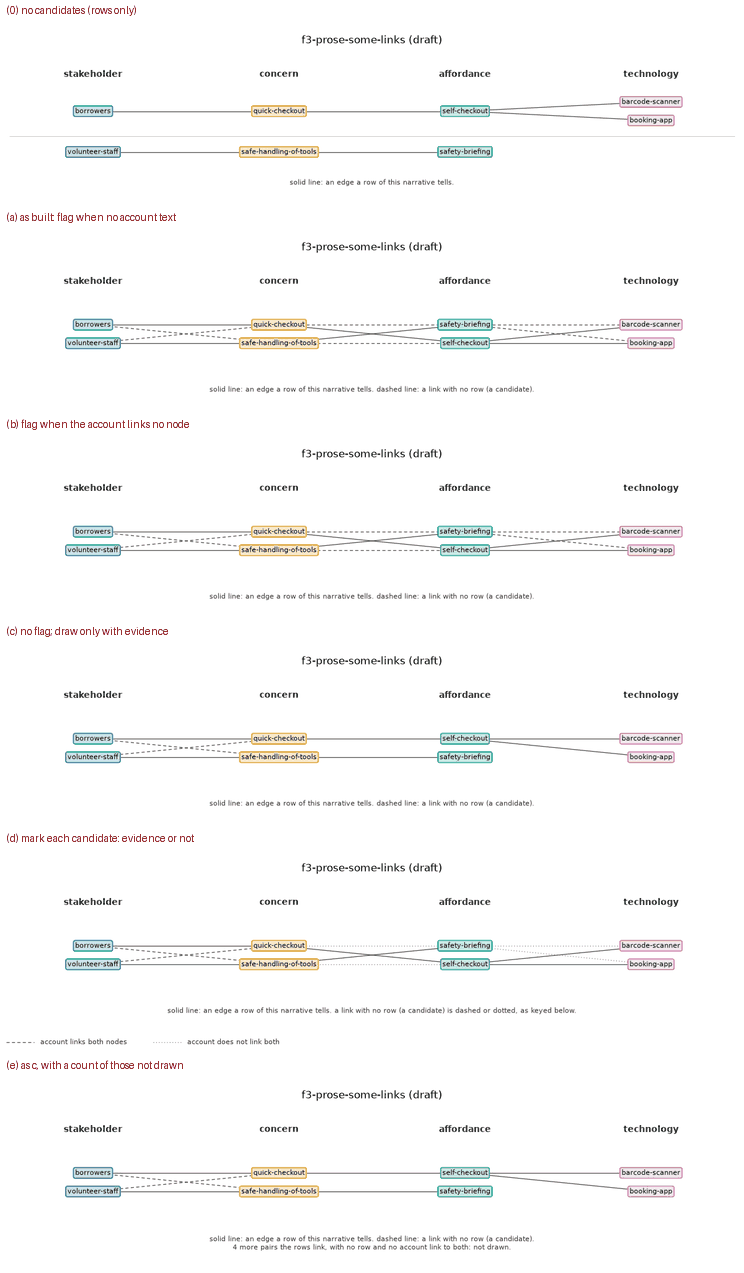 (0) no candidates (rows only)
f3-prose-some-links (draft)
stakeholder concern affordance technology
barcode-scanner
borrowers quick-checkout self-checkout
booking-app
volunteer-staff safe-handling-of-tools safety-briefing
solid line: an edge a row of this narrative tells.
(a) as built: flag when no account text
f3-prose-some-links (draft)
stakeholder concern affordance technology
borrowers quick-checkout safety-briefing barcode-scanner
volunteer-staff safe-handling-of-tools self-checkout booking-app
solid line: an edge a row of this narrative tells. dashed line: a link with no row (a candidate).
(b) flag when the account links no node
f3-prose-some-links (draft)
stakeholder concern affordance technology
borrowers quick-checkout safety-briefing barcode-scanner
volunteer-staff safe-handling-of-tools self-checkout booking-app
solid line: an edge a row of this narrative tells. dashed line: a link with no row (a candidate).
(c) no flag; draw only with evidence
f3-prose-some-links (draft)
stakeholder concern affordance technology
borrowers quick-checkout self-checkout barcode-scanner
volunteer-staff safe-handling-of-tools safety-briefing booking-app
solid line: an edge a row of this narrative tells. dashed line: a link with no row (a candidate).
(d) mark each candidate: evidence or not
f3-prose-some-links (draft)
stakeholder concern affordance technology
borrowers quick-checkout safety-briefing barcode-scanner
volunteer-staff safe-handling-of-tools self-checkout booking-app
solid line: an edge a row of this narrative tells. a link with no row (a candidate) is dashed or dotted, as keyed below.
account links both nodes account does not link both
(e) as c, with a count of those not drawn
f3-prose-some-links (draft)
stakeholder concern affordance technology
borrowers quick-checkout self-checkout barcode-scanner
volunteer-staff safe-handling-of-tools safety-briefing booking-app
solid line: an edge a row of this narrative tells. dashed line: a link with no row (a candidate).
4 more pairs the rows link, with no row and no account link to both: not drawn.